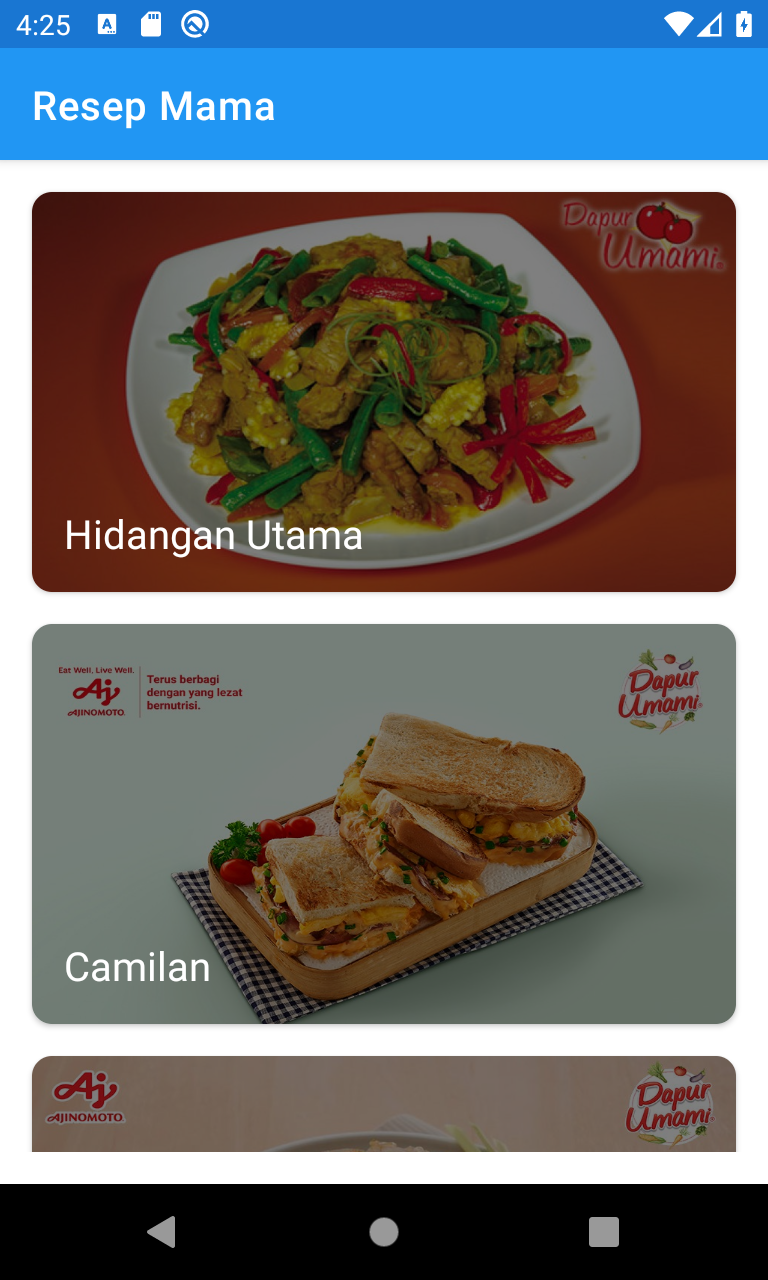 4:25
Resep Mama
Dapur
Umami
Hidangan Utama
Eat Well, Live Well.
AJINOMOTO
Terus berbagi
dengan yang lezat
bernutrisi.
Dapur
Umami
Camilan
AJINOMOTO
Dapur
Umami